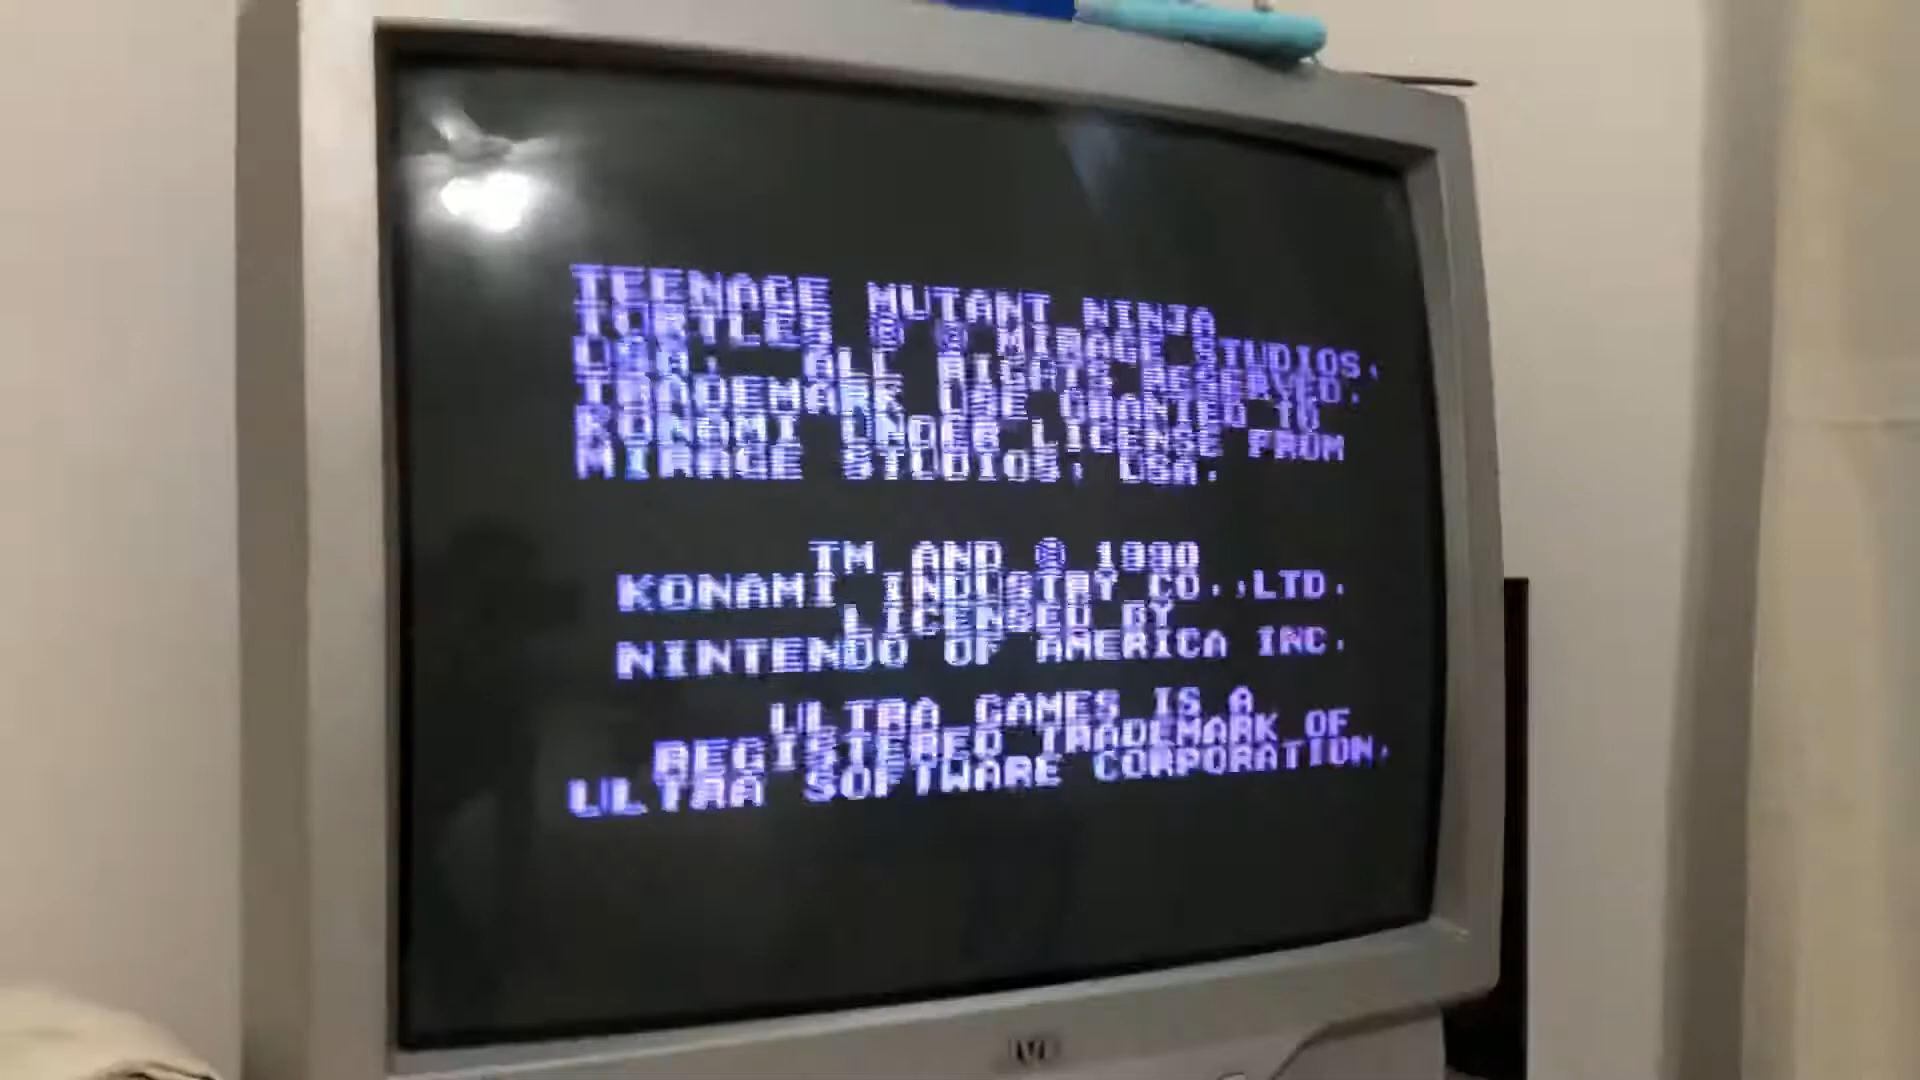 TEENAGE MUTANT NINJA
TURTLES ® © MIRAGE STUDIOS,
USA. ALL RIGHTS RESERVED.
TRADEMARK USE GRANTED TO
KONAMI UNDER LICENSE FROM
MIRAGE STUDIOS, USA.
TM AND © 1990
KONAMI INDUSTRY CO.,LTD.
LICENSED BY
NINTENDO OF AMERICA INC.
ULTRA GAMES IS A
REGISTERED TRADEMARK OF
ULTRA SOFTWARE CORPORATION.
JVC